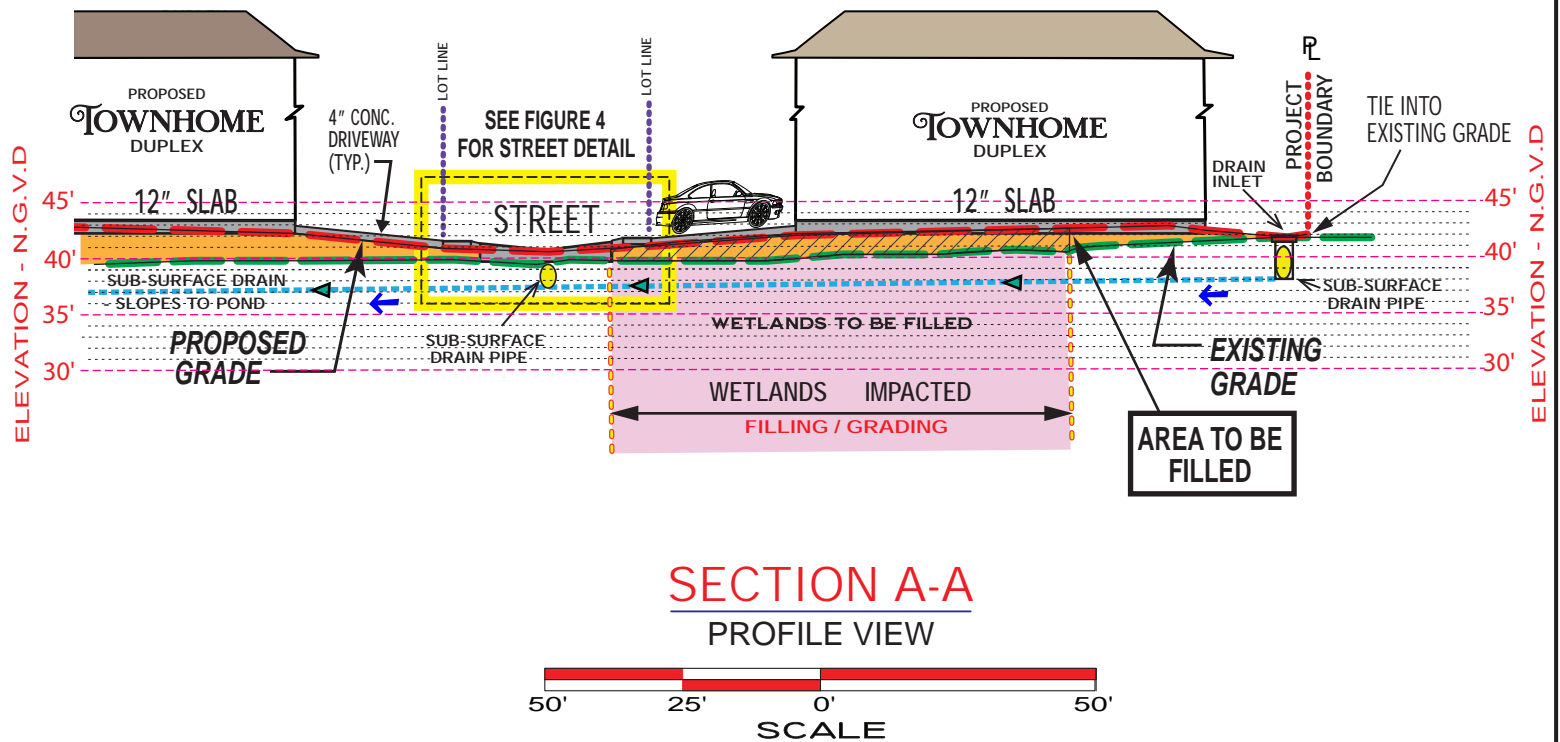 PROPOSED
TOWNHOME
DUPLEX
12" SLAB
4" CONC.
DRIVEWAY
(TYP.)
LOT LINE
SEE FIGURE 4
FOR STREET DETAIL
LOT LINE
STREET
PROPOSED
TOWNHOME
DUPLEX
12" SLAB
DRAIN
INLET
PL
PROJECT
BOUNDARY
TIE INTO
EXISTING GRADE
ELEVATION - N.G.V.D
45'
40'
35'
30'
45'
40'
35'
30'
ELEVATION - N.G.V.D
SUB-SURFACE DRAIN
SLOPES TO POND
PROPOSED
GRADE
SUB-SURFACE
DRAIN PIPE
WETLANDS TO BE FILLED
WETLANDS IMPACTED
FILLING / GRADING
SUB-SURFACE
DRAIN PIPE
EXISTING
GRADE
AREA TO BE
FILLED
SECTION A-A
PROFILE VIEW
50' 25' 0' 50'
SCALE